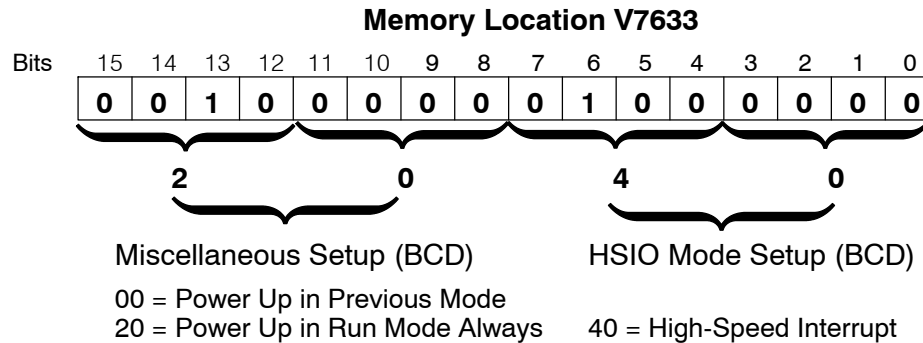 Memory Location V7633
Bits 15 14 13 12 11 10 9 8 7 6 5 4 3 2 1 0
0 0 1 0 0 0 0 0 0 1 0 0 0 0 0 0
2 0 4 0
Miscellaneous Setup (BCD) HSIO Mode Setup (BCD)
00 = Power Up in Previous Mode
20 = Power Up in Run Mode Always 40 = High-Speed Interrupt